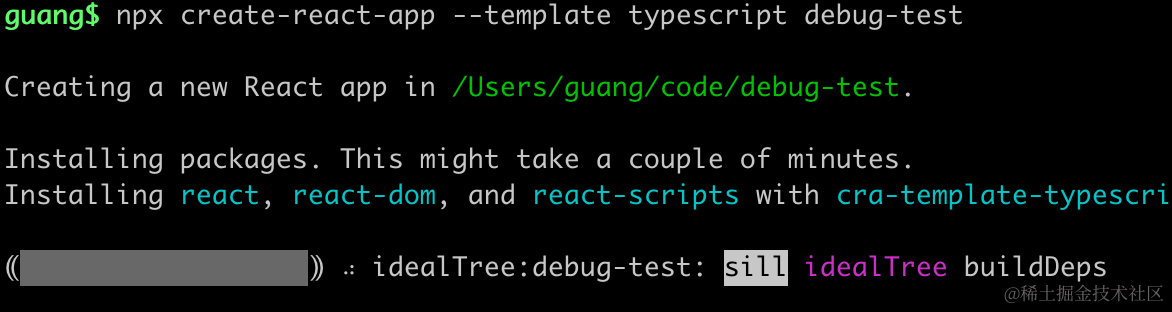 guang$ npx create-react-app --template typescript debug-test
Creating a new React app in /Users/guang/code/debug-test.
Installing packages. This might take a couple of minutes.
Installing react, react-dom, and react-scripts with cra-template-typescri
⸨                  ⸩ ⠴ idealTree:debug-test: sill idealTree buildDeps
@稀土掘金技术社区